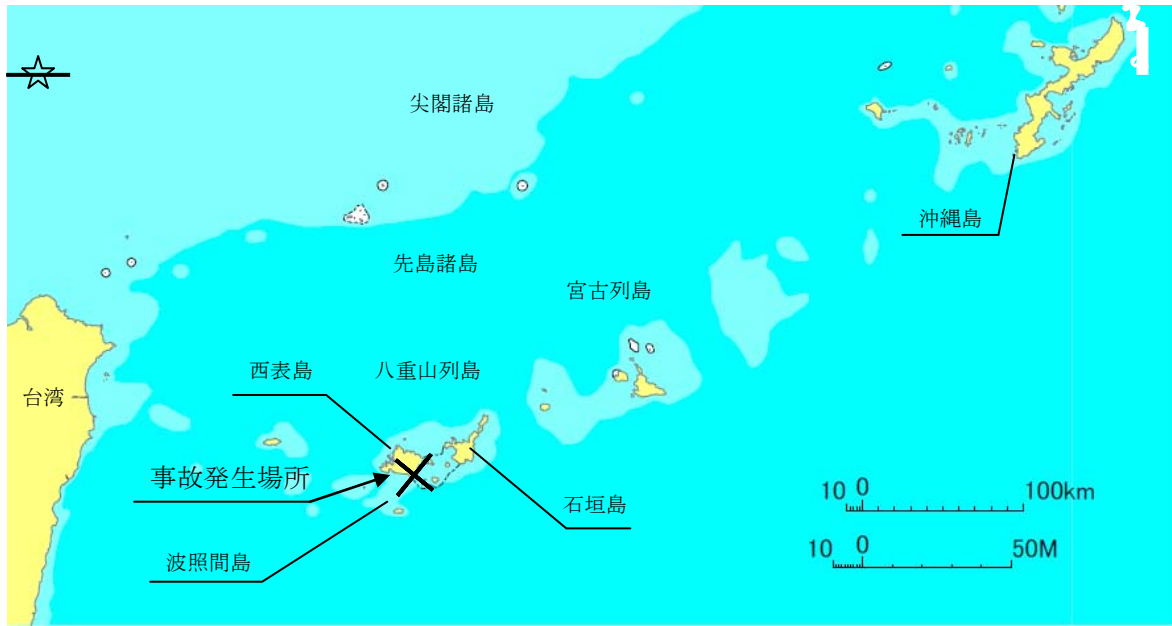 尖閣諸島
沖縄島
先島諸島
宮古列島
西表島
八重山列島
台湾
事故発生場所
石垣島
波照間島
10 0 100km
10 0 50M